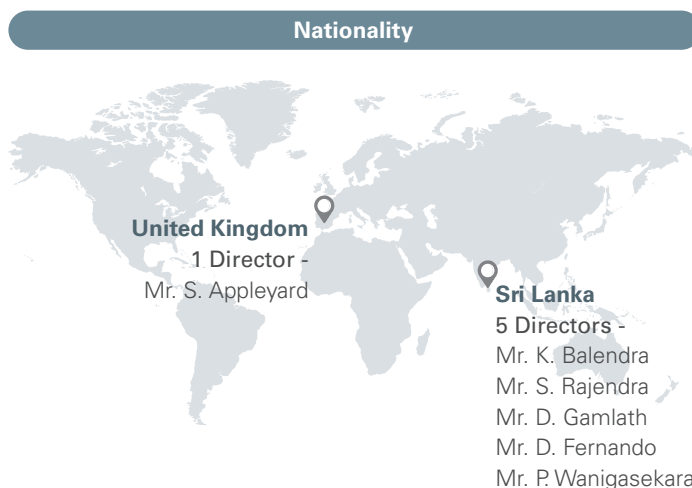 Nationality
United Kingdom
1 Director -
Mr. S. Appleyard
Sri Lanka
5 Directors -
Mr. K. Balendra
Mr. S. Rajendra
Mr. D. Gamlath
Mr. D. Fernando
Mr. P. Wanigasekara